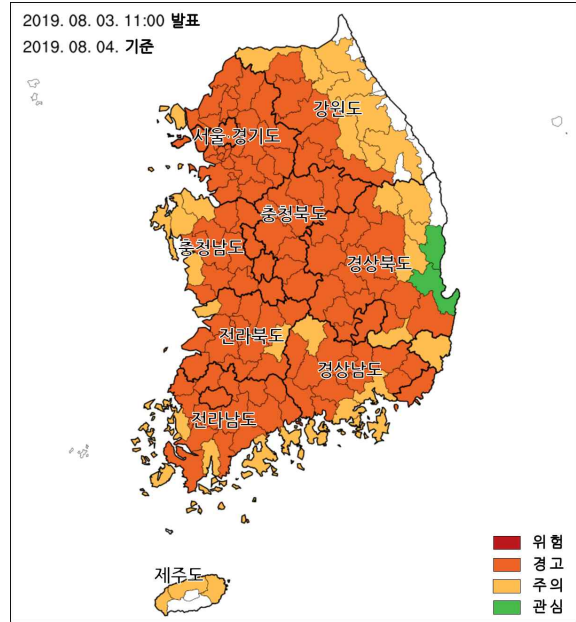 2019. 08. 03. 11:00 발표
2019. 08. 04. 기준
강원도
서울·경기도
충청북도
충청남도
경상북도
전라북도
경상남도
전라남도
제주도
위험
경고
주의
관심